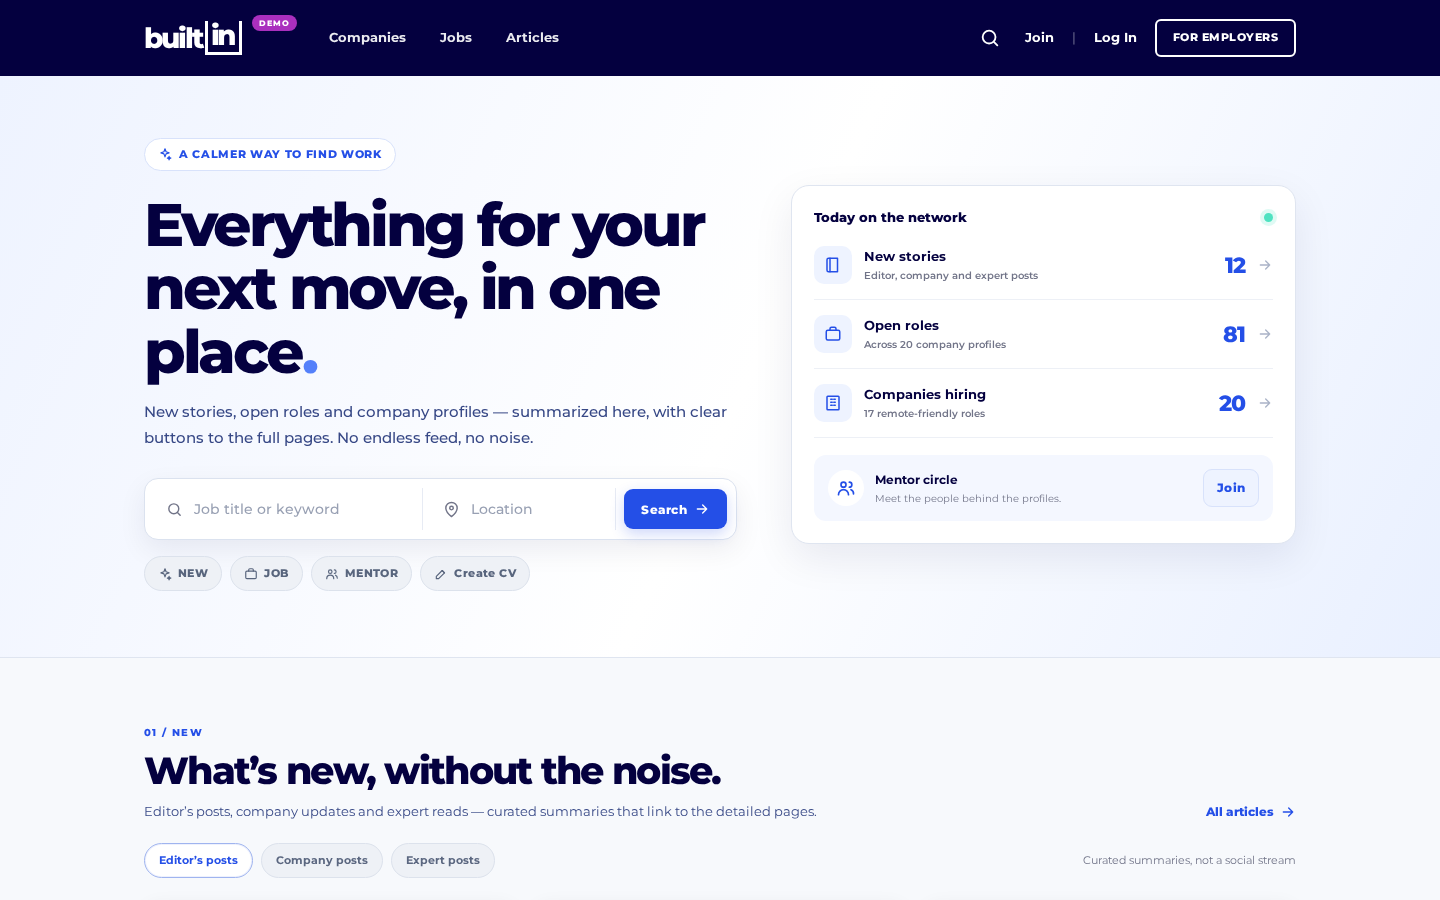 built in
DEMO
Companies
Jobs
Articles
Join
|
Log In
FOR EMPLOYERS
A CALMER WAY TO FIND WORK
Everything for your
next move, in one
place.
New stories, open roles and company profiles — summarized here, with clear
buttons to the full pages. No endless feed, no noise.
Job title or keyword
Location
Search
NEW
JOB
MENTOR
Create CV
Today on the network
New stories
Editor, company and expert posts
12
Open roles
Across 20 company profiles
81
Companies hiring
17 remote-friendly roles
20
Mentor circle
Meet the people behind the profiles.
Join
01 / NEW
What’s new, without the noise.
Editor’s posts, company updates and expert reads — curated summaries that link to the detailed pages.
All articles
Editor’s posts
Company posts
Expert posts
Curated summaries, not a social stream